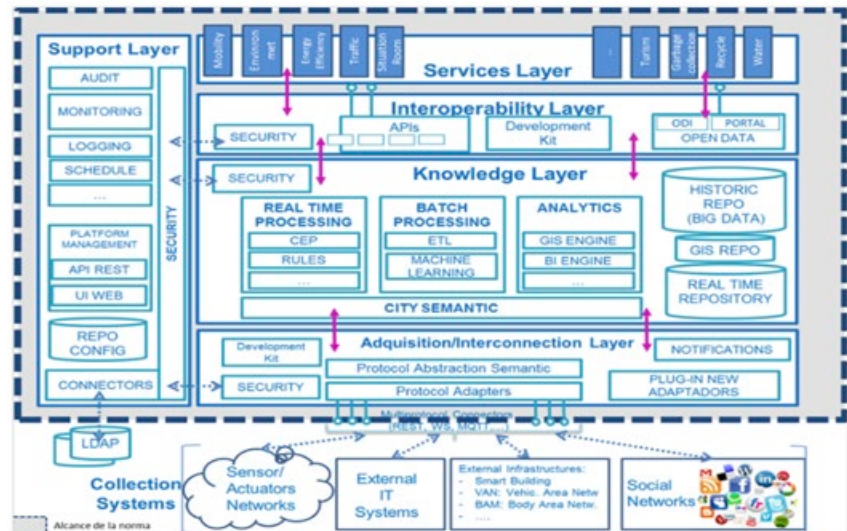 Support Layer
AUDIT
MONITORING
LOGGING
SCHEDULE
...
PLATFORM
MANAGEMENT
API REST
UI WEB
REPO
CONFIG
CONNECTORS
SECURITY
Mobility
Environ
met
Energy
Efficiency
Traffic
Situation
Room
Services Layer
...
Turism
Garbage
collection
Recycle
Water
Interoperability Layer
SECURITY
APIs
Development
Kit
ODI
PORTAL
OPEN DATA
SECURITY
Knowledge Layer
REAL TIME
PROCESSING
CEP
RULES
...
BATCH
PROCESSING
ETL
MACHINE
LEARNING
ANALYTICS
GIS ENGINE
BI ENGINE
...
HISTORIC
REPO
(BIG DATA)
GIS REPO
REAL TIME
REPOSITORY
CITY SEMANTIC
Adquisition/Interconnection Layer
Development
Kit
SECURITY
Protocol Abstraction Semantic
Protocol Adapters
NOTIFICATIONS
PLUG-IN NEW
ADAPTADORS
Multiprotocol Connectors
(REST, WS, MQTT,...)
LDAP
Collection
Systems
Sensor/
Actuators
Networks
External
IT
Systems
External Infrastructures:
- Smart Building
- VAN: Vehic. Area Netw
- BAM: Body Area Netw.
- ....
Social
Networks
Alcance de la norma